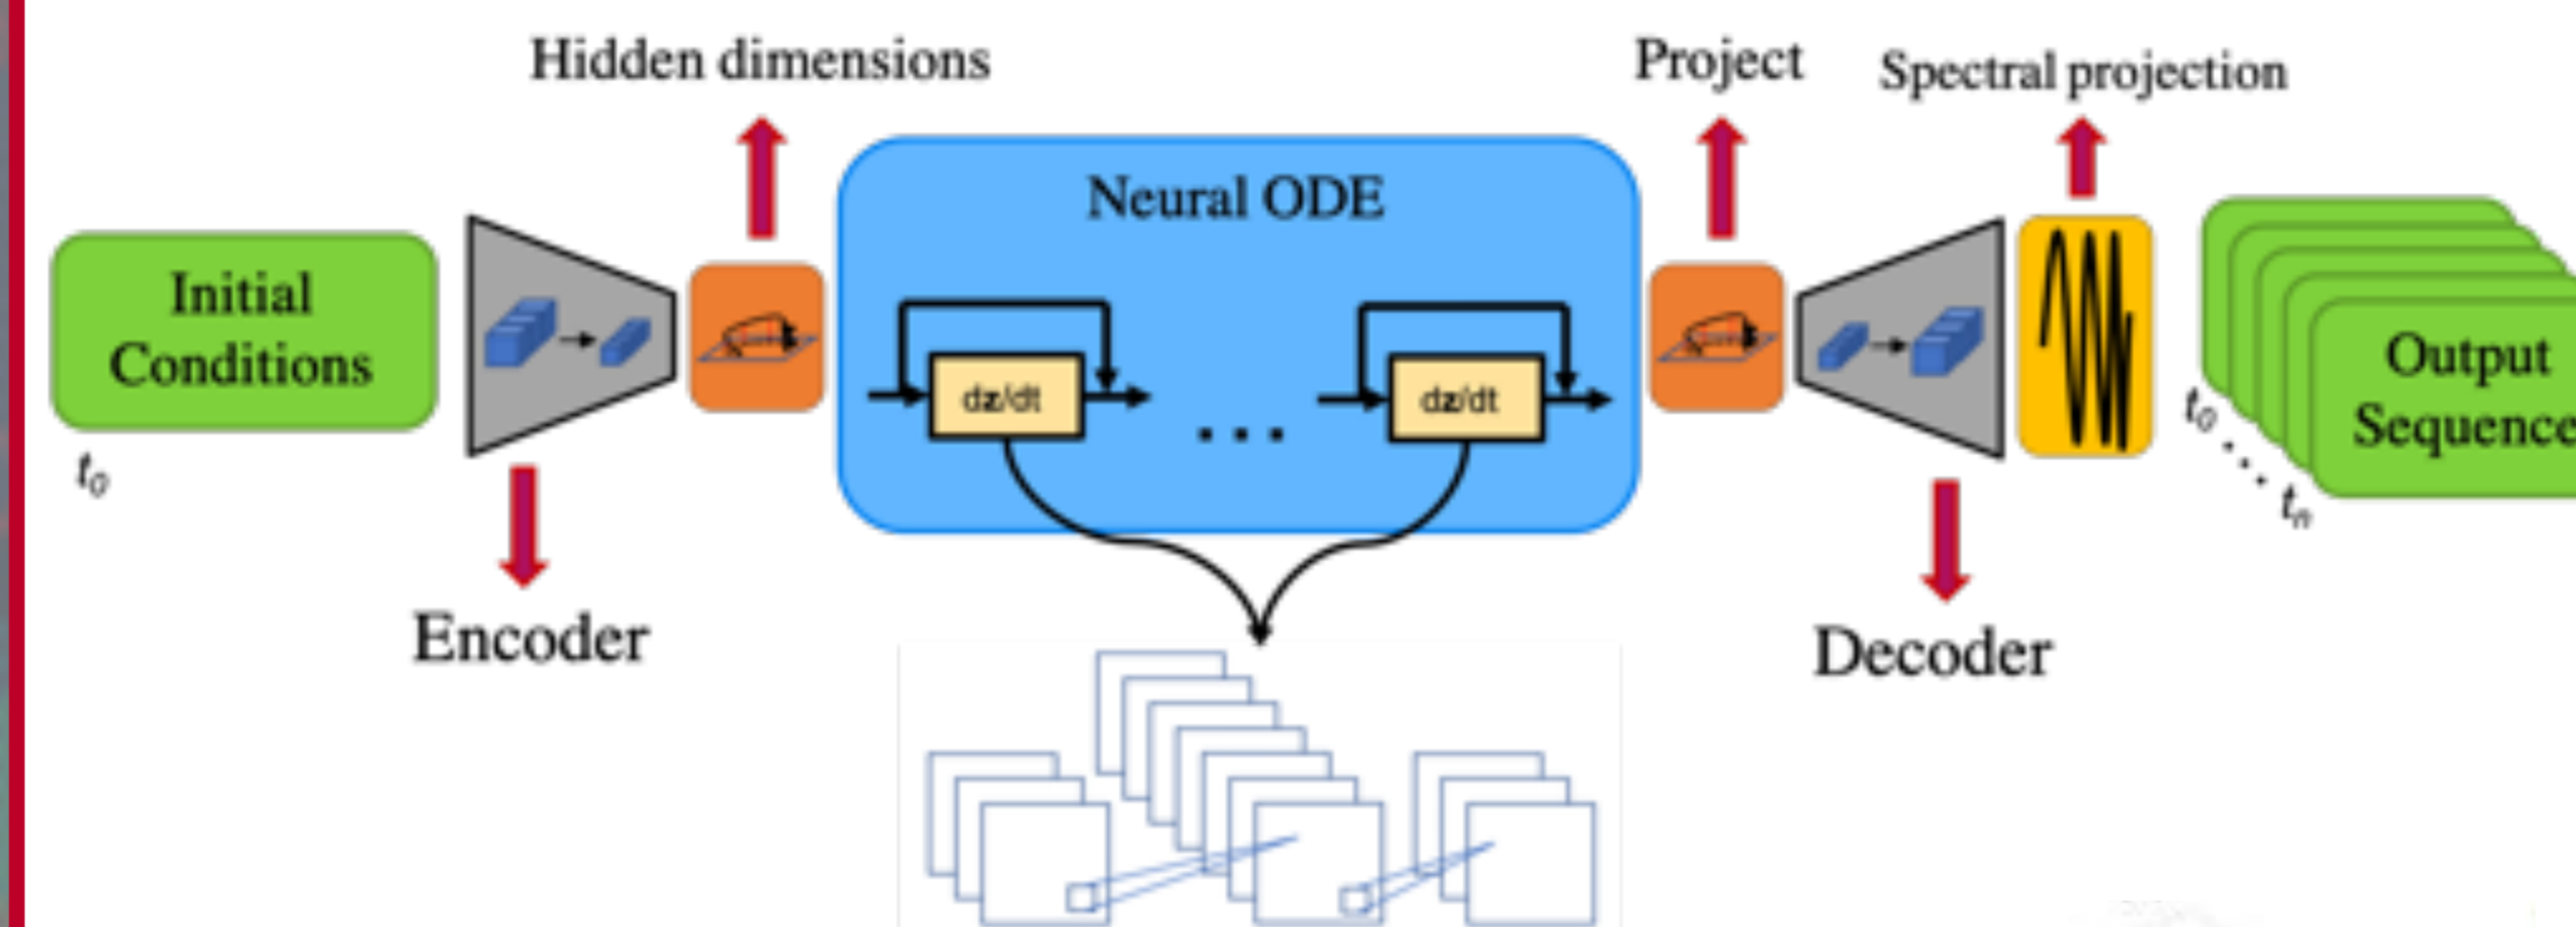 Hidden dimensions
Project
Spectral projection
Neural ODE
Initial
Conditions
t₀
dz/dt
. . .
dz/dt
Output
Sequence
t₀ . . . tₙ
Encoder
Decoder